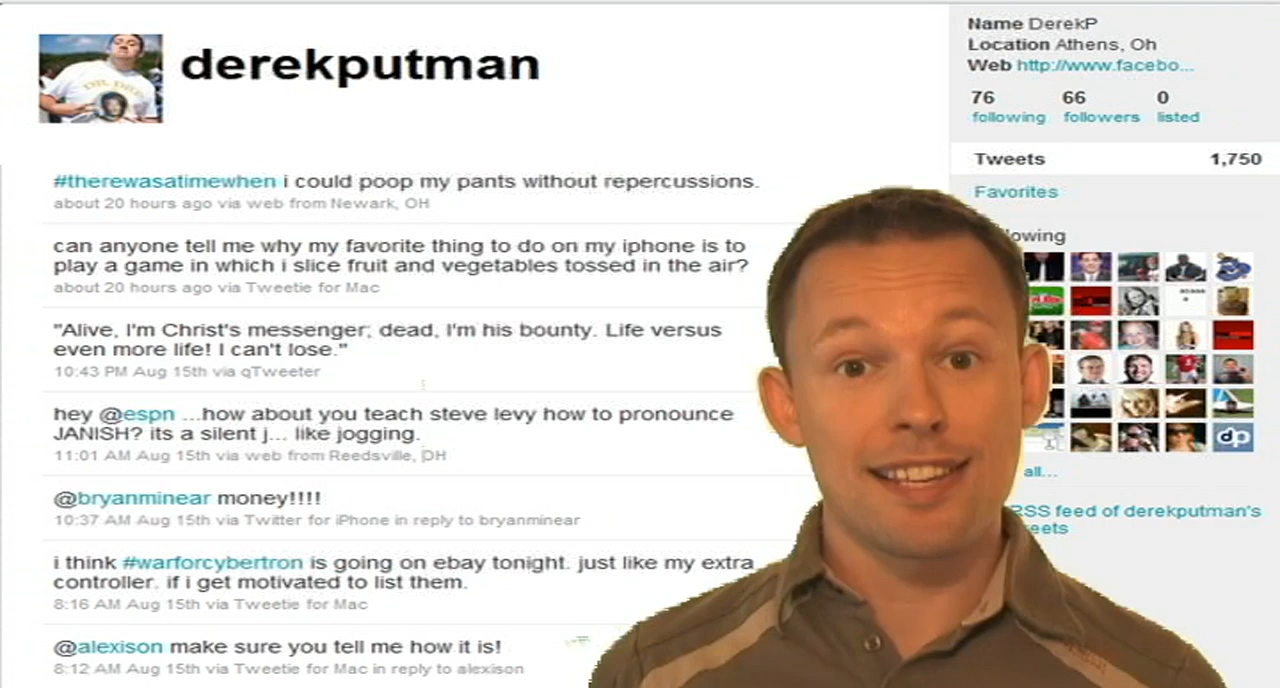 derekputman
#therewasatimewhen i could poop my pants without repercussions.
about 20 hours ago via web from Newark, OH
can anyone tell me why my favorite thing to do on my iphone is to
play a game in which i slice fruit and vegetables tossed in the air?
about 20 hours ago via Tweetie for Mac
"Alive, I'm Christ's messenger; dead, I'm his bounty. Life versus
even more life! I can't lose."
10:43 PM Aug 15th via qTweeter
hey @espn ...how about you teach steve levy how to pronounce
JANISH? its a silent j... like jogging.
11:01 AM Aug 15th via web from Reedsville, OH
@bryanminear money!!!!
10:37 AM Aug 15th via Twitter for iPhone in reply to bryanminear
i think #warforcybertron is going on ebay tonight. just like my extra
controller. if i get motivated to list them.
8:16 AM Aug 15th via Tweetie for Mac
@alexison make sure you tell me how it is!
8:12 AM Aug 15th via Tweetie for Mac in reply to alexison
Name DerekP
Location Athens, Oh
Web http://www.facebo...
76 66 0
following followers listed
Tweets 1,750
Favorites
lowing
dp
all...
RSS feed of derekputman's
eets